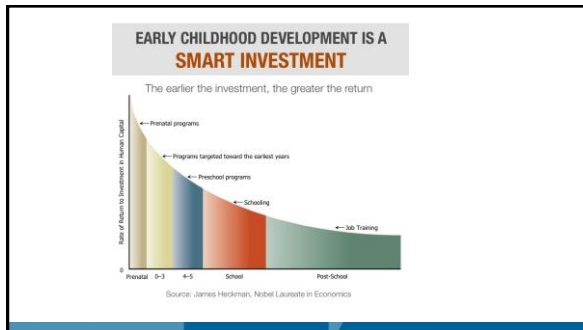 EARLY CHILDHOOD DEVELOPMENT IS A
SMART INVESTMENT
The earlier the investment, the greater the return
Rate of Return to Investment in Human Capital
Prenatal programs
Programs targeted toward the earliest years
Preschool programs
Schooling
Job Training
0
Prenatal 0–3 4–5 School Post-School
Source: James Heckman, Nobel Laureate in Economics